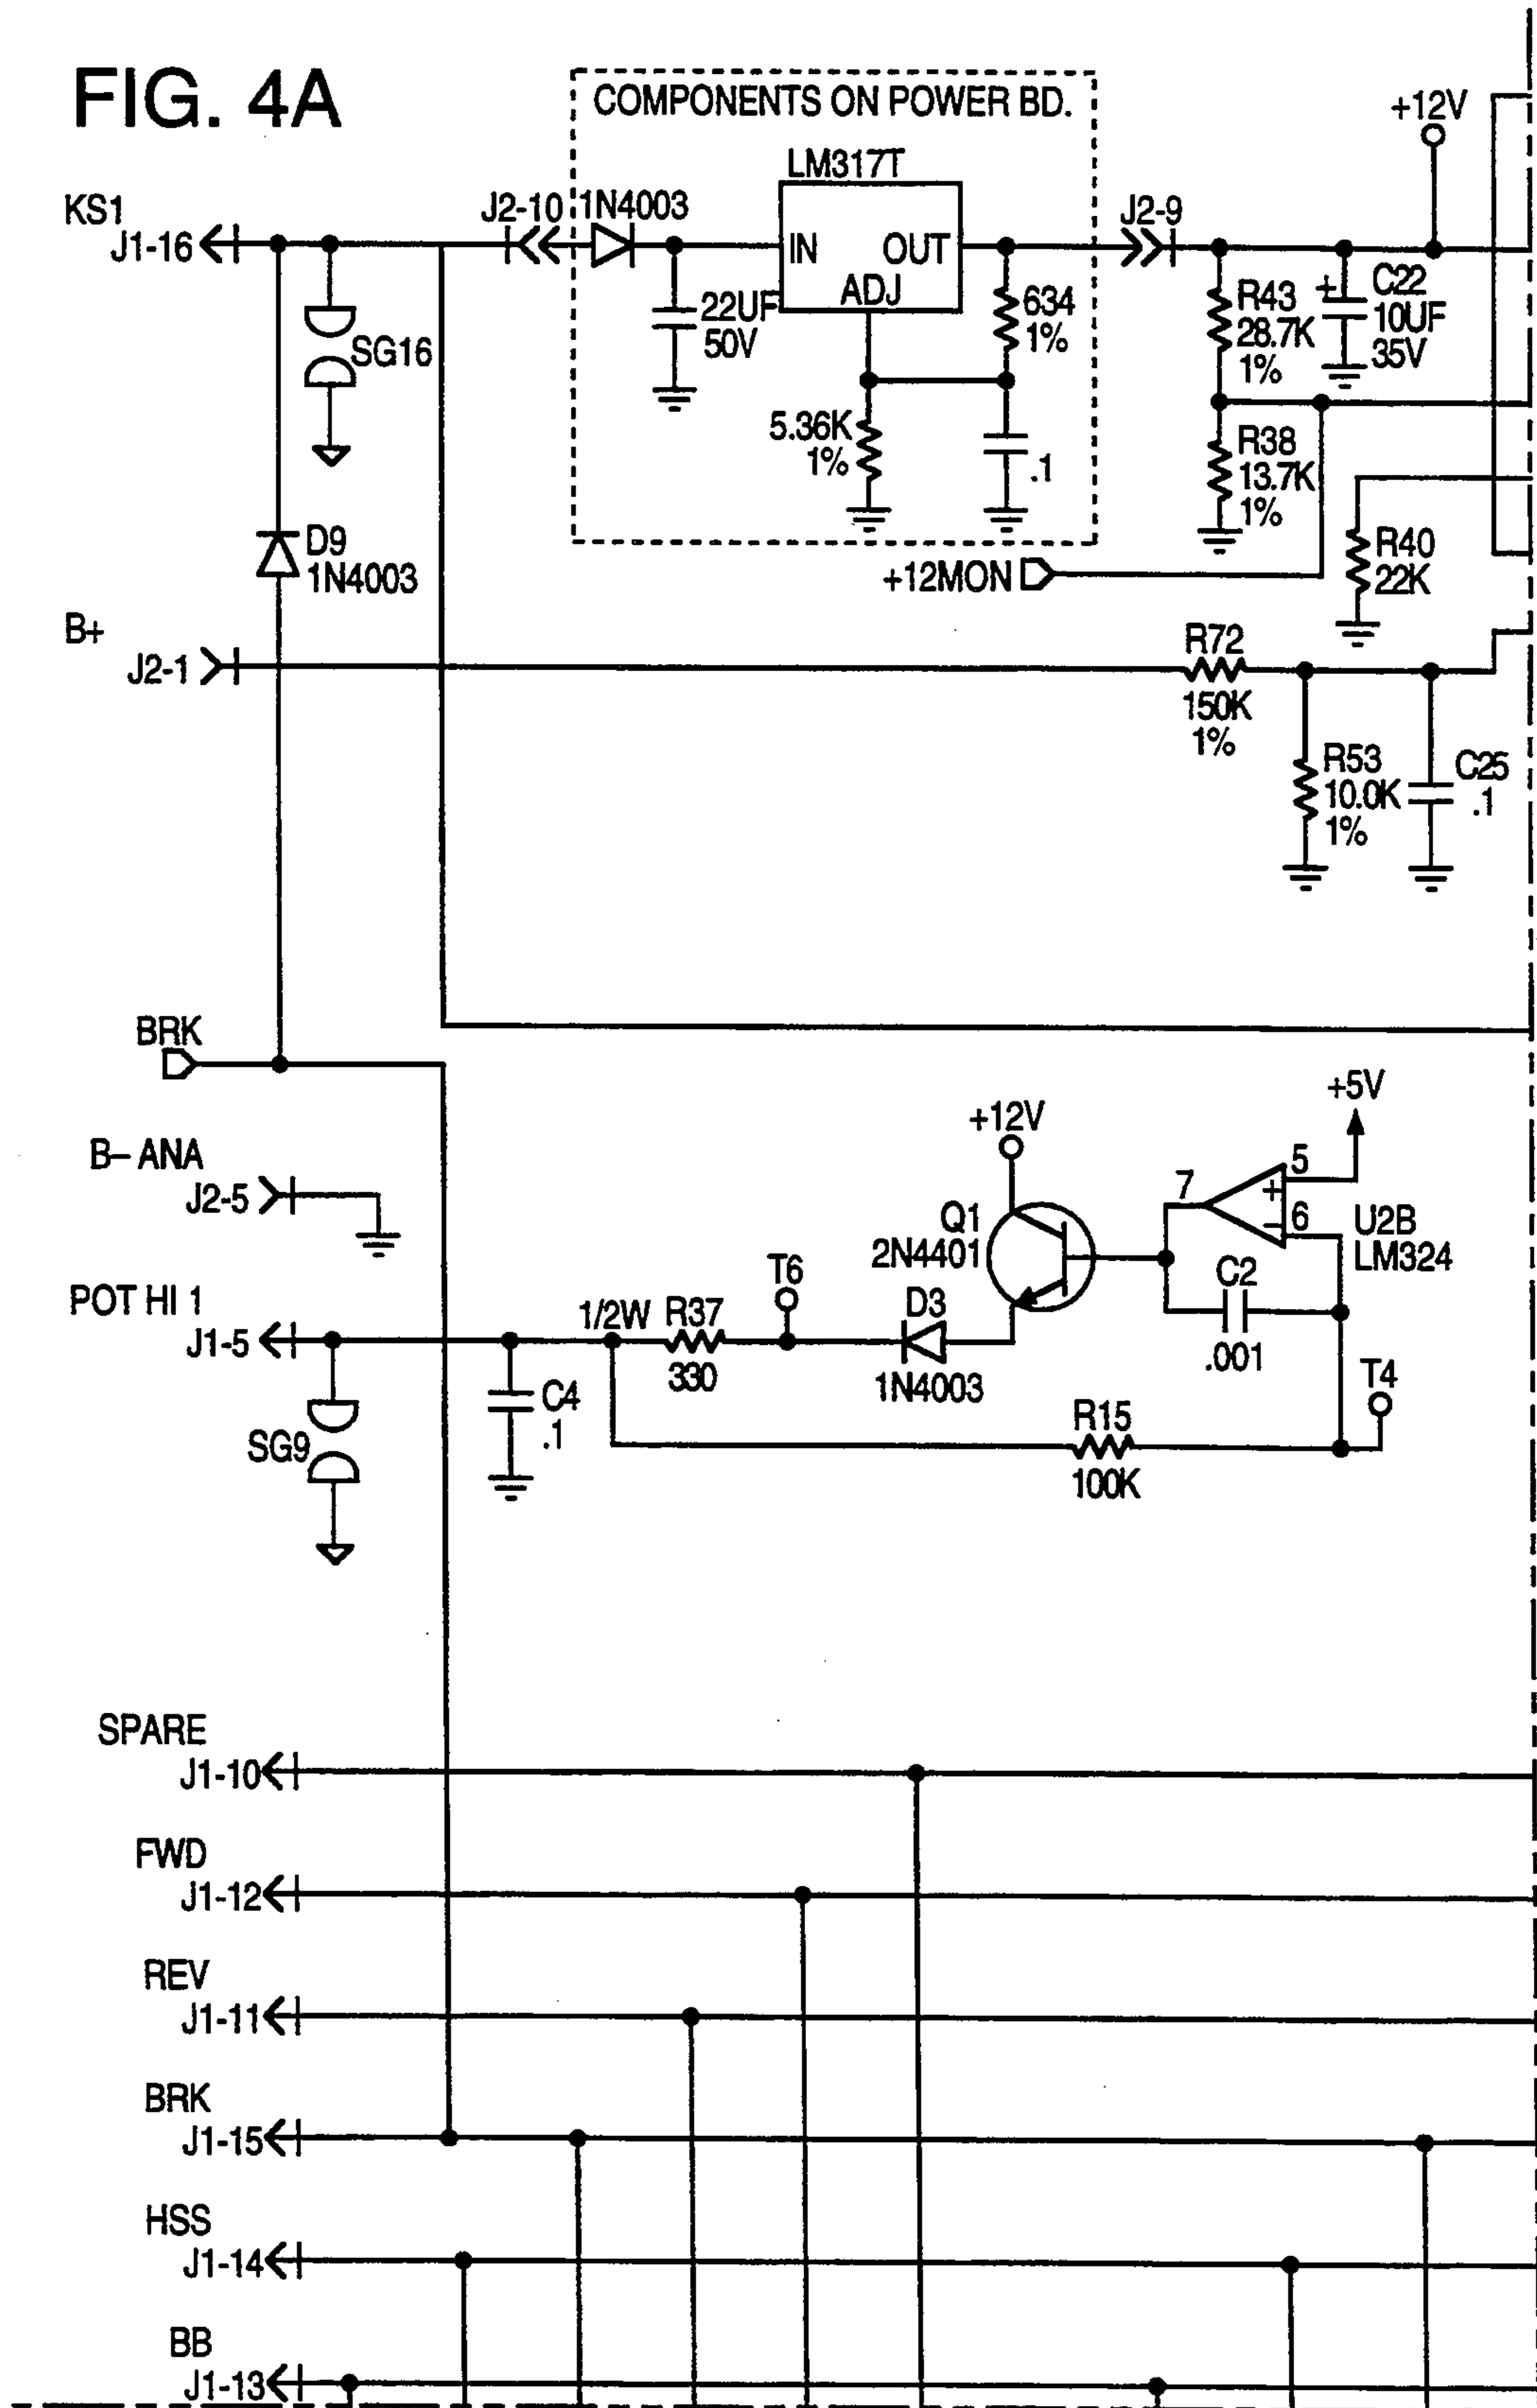 FIG. 4A
COMPONENTS ON POWER BD.
+12V
LM317T
KS1
J1-16
J2-10
1N4003
IN
OUT
ADJ
J2-9
22UF
50V
634
1%
R43
28.7K
1%
+
C22
10UF
35V
SG16
5.36K
1%
.1
R38
13.7K
1%
D9
1N4003
+12MON
R40
22K
B+
J2-1
R72
150K
1%
R53
10.0K
1%
C25
.1
BRK
+5V
+12V
B– ANA
J2-5
7
5
+
–
6
U2B
LM324
Q1
2N4401
C2
.001
T6
D3
1N4003
POT HI 1
J1-5
1/2W
R37
330
T4
C4
.1
SG9
R15
100K
SPARE
J1-10
FWD
J1-12
REV
J1-11
BRK
J1-15
HSS
J1-14
BB
J1-13